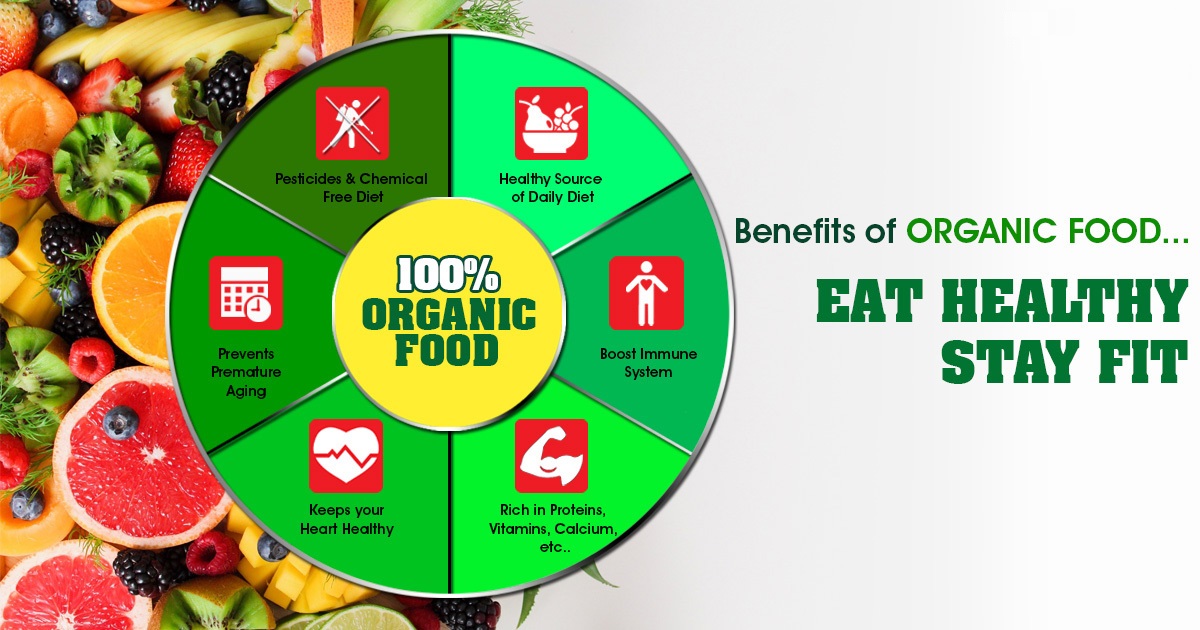 Pesticides & Chemical
Free Diet
Healthy Source
of Daily Diet
Boost Immune
System
Rich in Proteins,
Vitamins, Calcium,
etc..
Keeps your
Heart Healthy
Prevents
Premature
Aging
100%
ORGANIC
FOOD
Benefits of ORGANIC FOOD...
EAT HEALTHY
STAY FIT